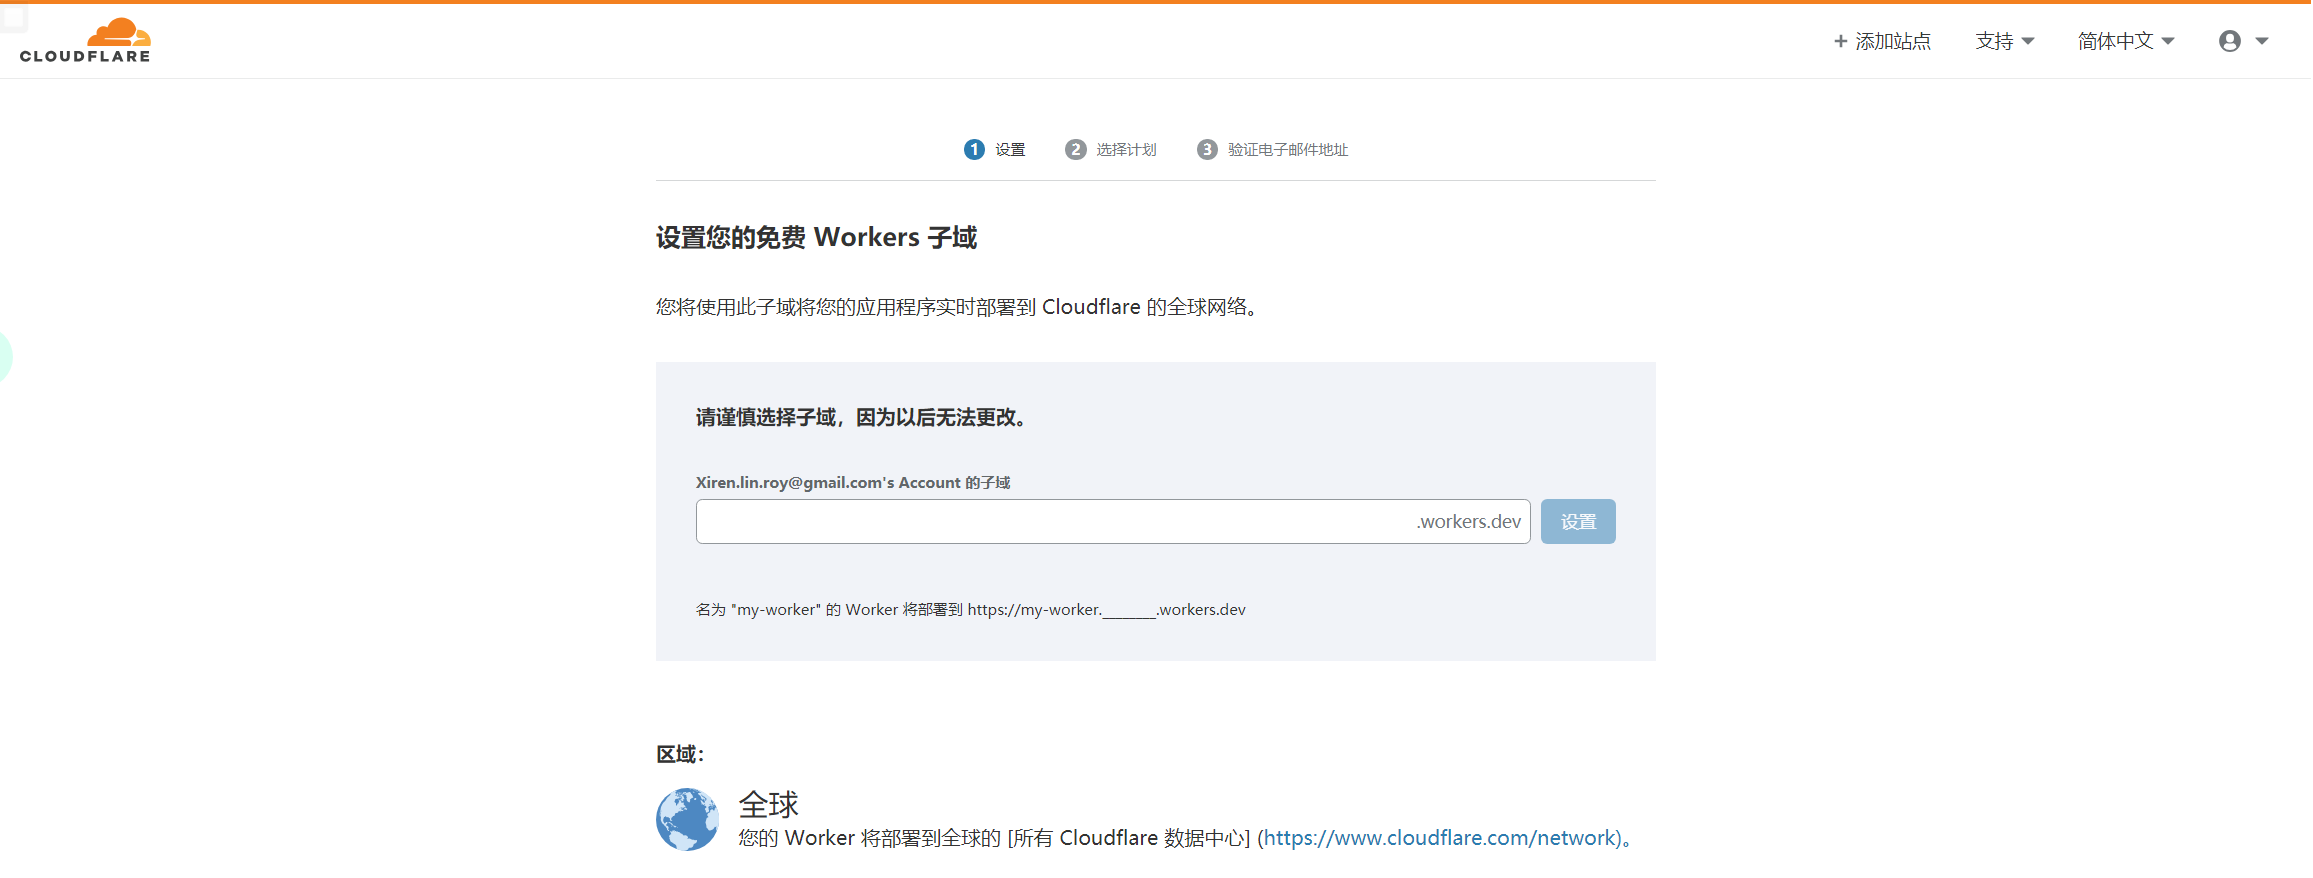 CLOUDFLARE
+ 添加站点 支持 简体中文
1 设置 2 选择计划 3 验证电子邮件地址
设置您的免费 Workers 子域
您将使用此子域将您的应用程序实时部署到 Cloudflare 的全球网络。
请谨慎选择子域，因为以后无法更改。
Xiren.lin.roy@gmail.com's Account 的子域
.workers.dev 设置
名为 "my-worker" 的 Worker 将部署到 https://my-worker.________.workers.dev
区域：
全球
您的 Worker 将部署到全球的 [所有 Cloudflare 数据中心] (https://www.cloudflare.com/network)。